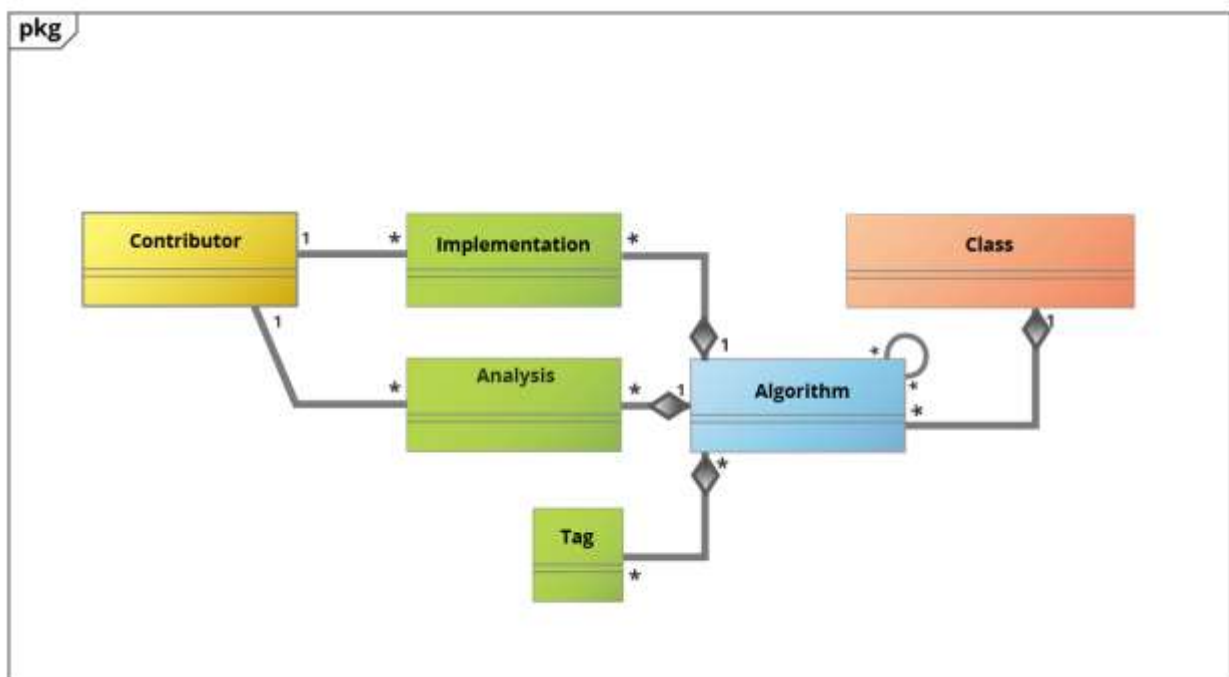 pkg
Contributor
1
*
Implementation
*
1
Class
1
1
*
Analysis
*
1
Algorithm
*
*
*
*
Tag
*